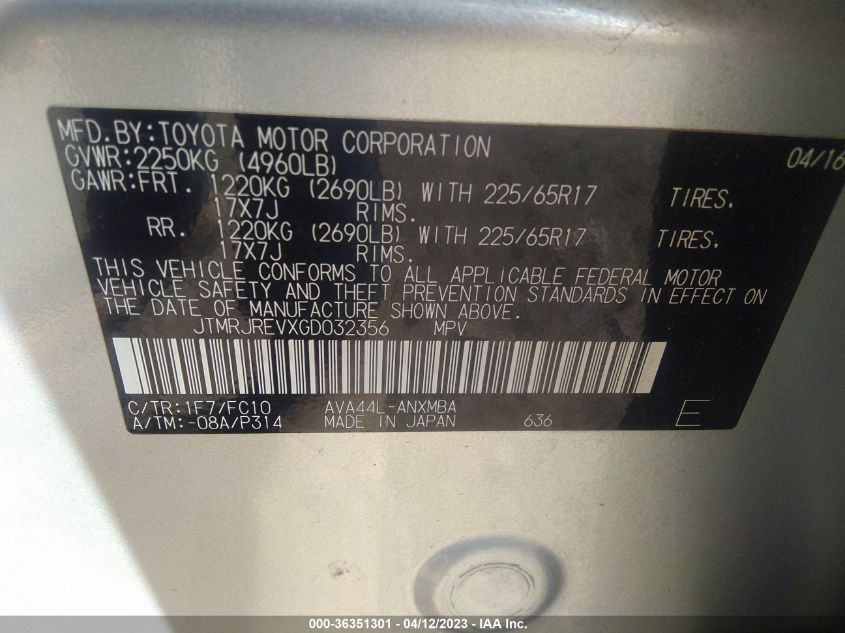 MFD.BY:TOYOTA MOTOR CORPORATION 04/16
GVWR:2250KG (4960LB)
GAWR:FRT. 1220KG (2690LB) WITH 225/65R17 TIRES.
17X7J RIMS.
RR. 1220KG (2690LB) WITH 225/65R17 TIRES.
17X7J RIMS.
THIS VEHICLE CONFORMS TO ALL APPLICABLE FEDERAL MOTOR
VEHICLE SAFETY AND THEFT PREVENTION STANDARDS IN EFFECT ON
THE DATE OF MANUFACTURE SHOWN ABOVE.
JTMRJREVXGD032356 MPV
C/TR:1F7/FC10 AVA44L-ANXMBA
A/TM:-08A/P314 MADE IN JAPAN 636 E
000-36351301 - 04/12/2023 - IAA Inc.